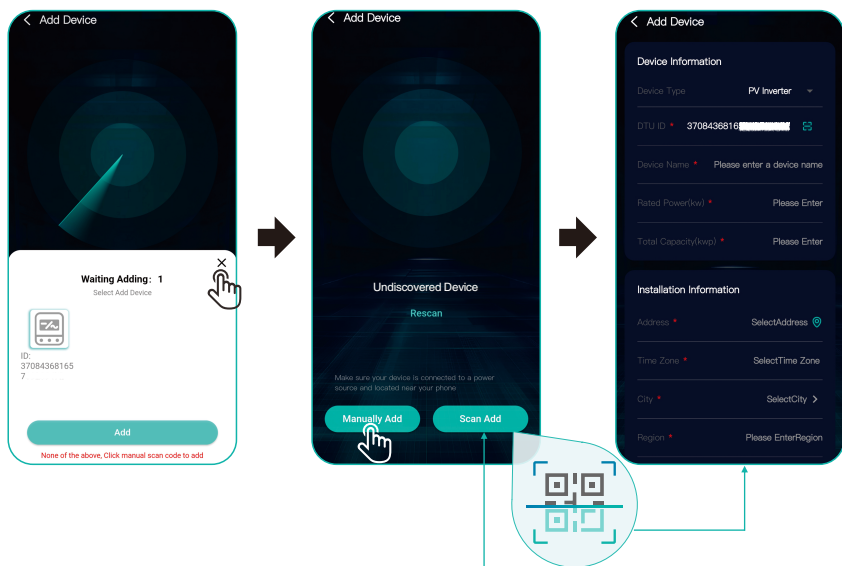 Add Device
Waiting Adding: 1
Select Add Device
ID:
37084368165
7
Add
None of the above, Click manual scan code to add
Add Device
Undiscovered Device
Rescan
Make sure your device is connected to a power
source and located near your phone
Manually Add
Scan Add
Add Device
Device Information
Device Type PV Inverter
DTU ID * 3708436816
Device Name * Please enter a device name
Rated Power(kw) * Please Enter
Total Capacity(kwp) * Please Enter
Installation Information
Address * SelectAddress
Time Zone * SelectTime Zone
City * SelectCity >
Region * Please EnterRegion